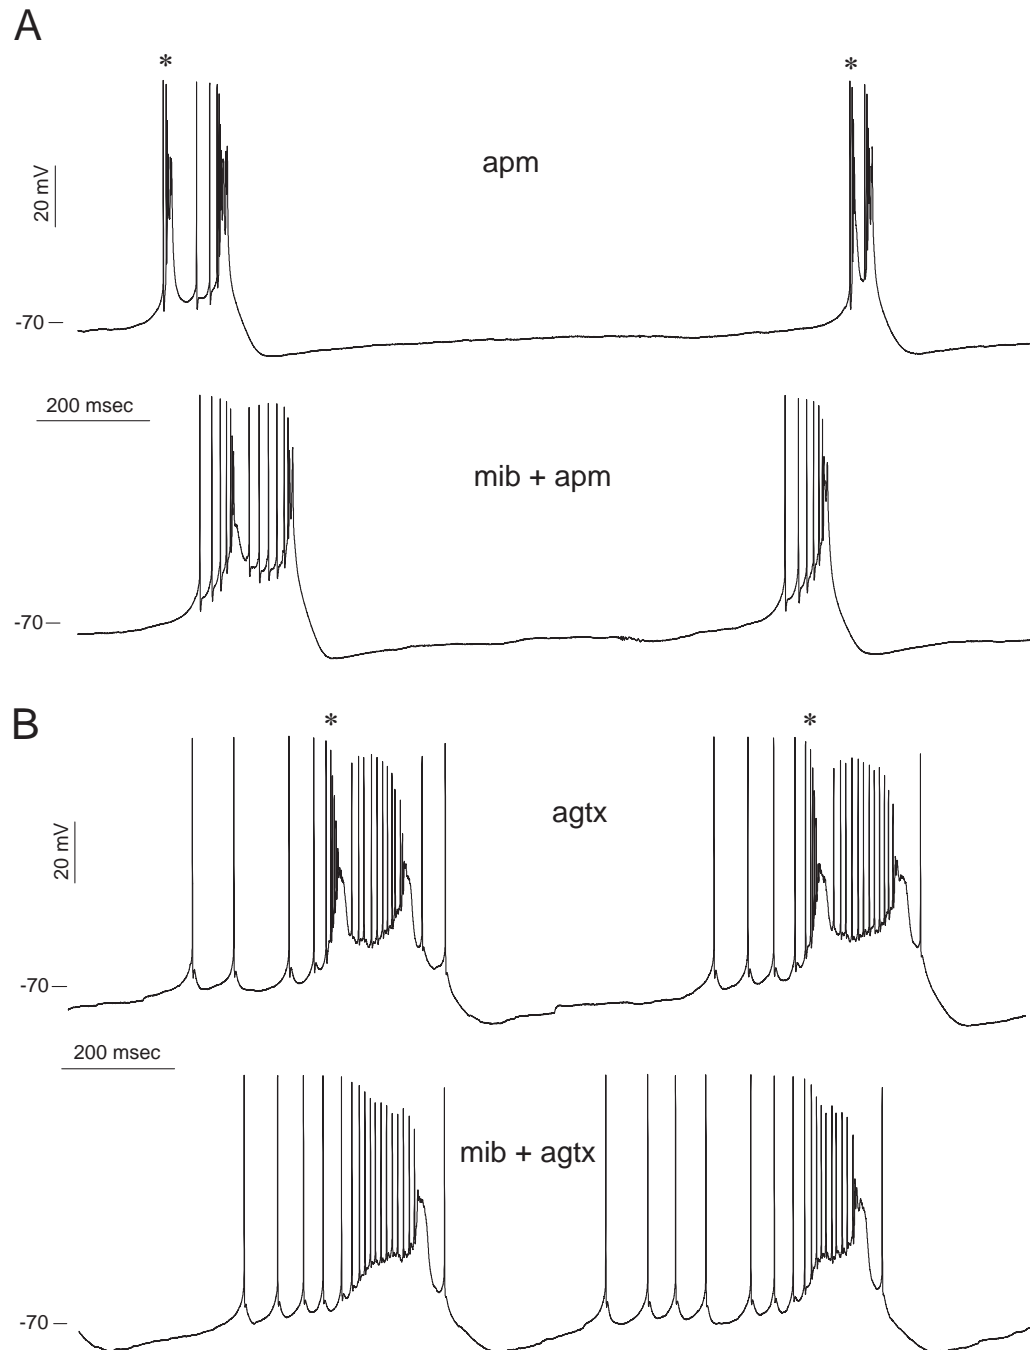 A
* *
apm
20 mV
-70
200 msec
mib + apm
-70
B
* *
agtx
20 mV
-70
200 msec
mib + agtx
-70